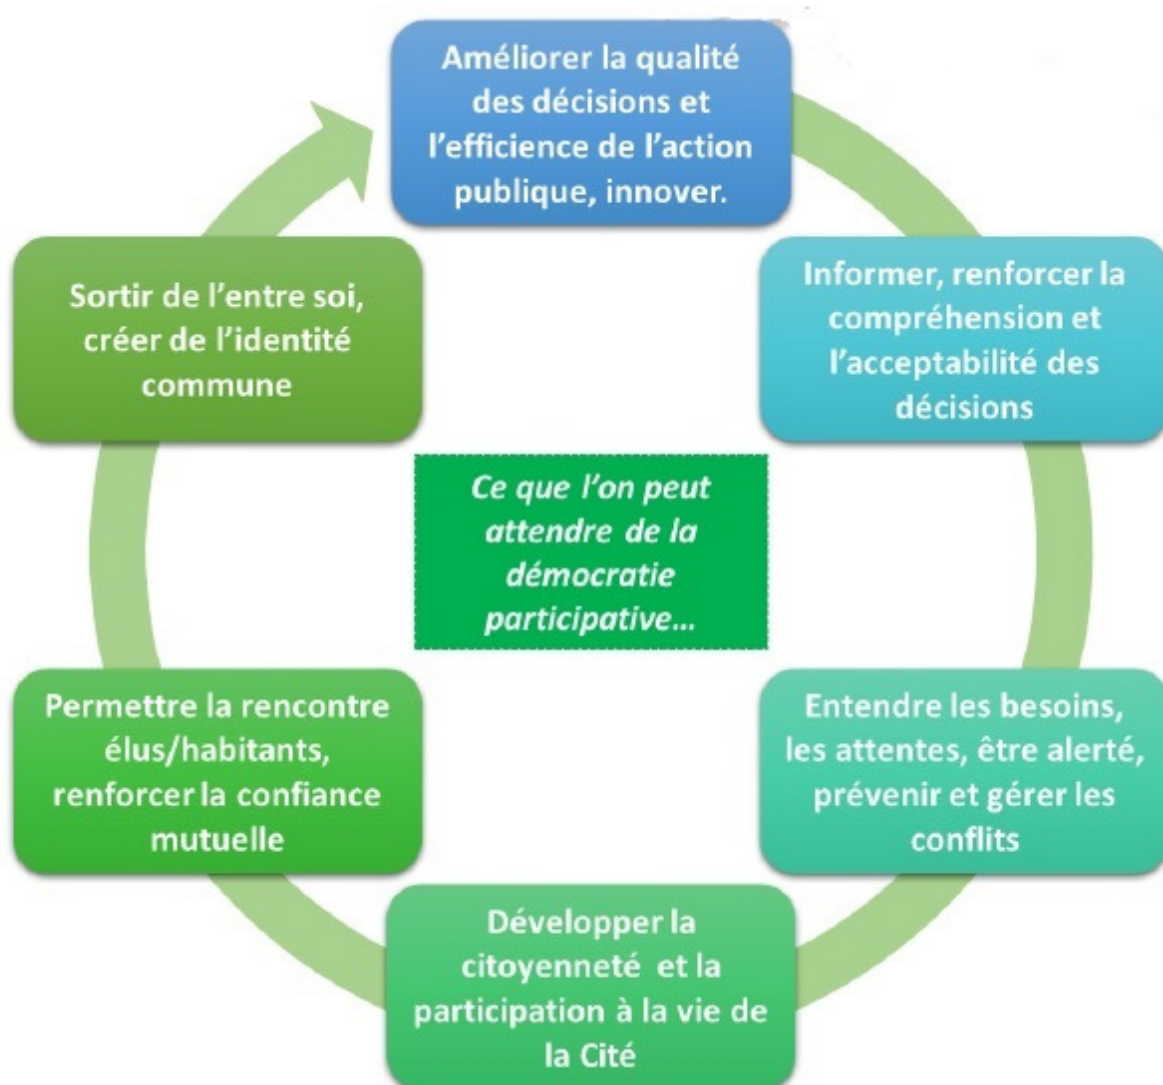 Améliorer la qualité
des décisions et
l’efficience de l’action
publique, innover.
Informer, renforcer la
compréhension et
l’acceptabilité des
décisions
Entendre les besoins,
les attentes, être alerté,
prévenir et gérer les
conflits
Développer la
citoyenneté et la
participation à la vie de
la Cité
Permettre la rencontre
élus/habitants,
renforcer la confiance
mutuelle
Sortir de l’entre soi,
créer de l’identité
commune
Ce que l’on peut
attendre de la
démocratie
participative...